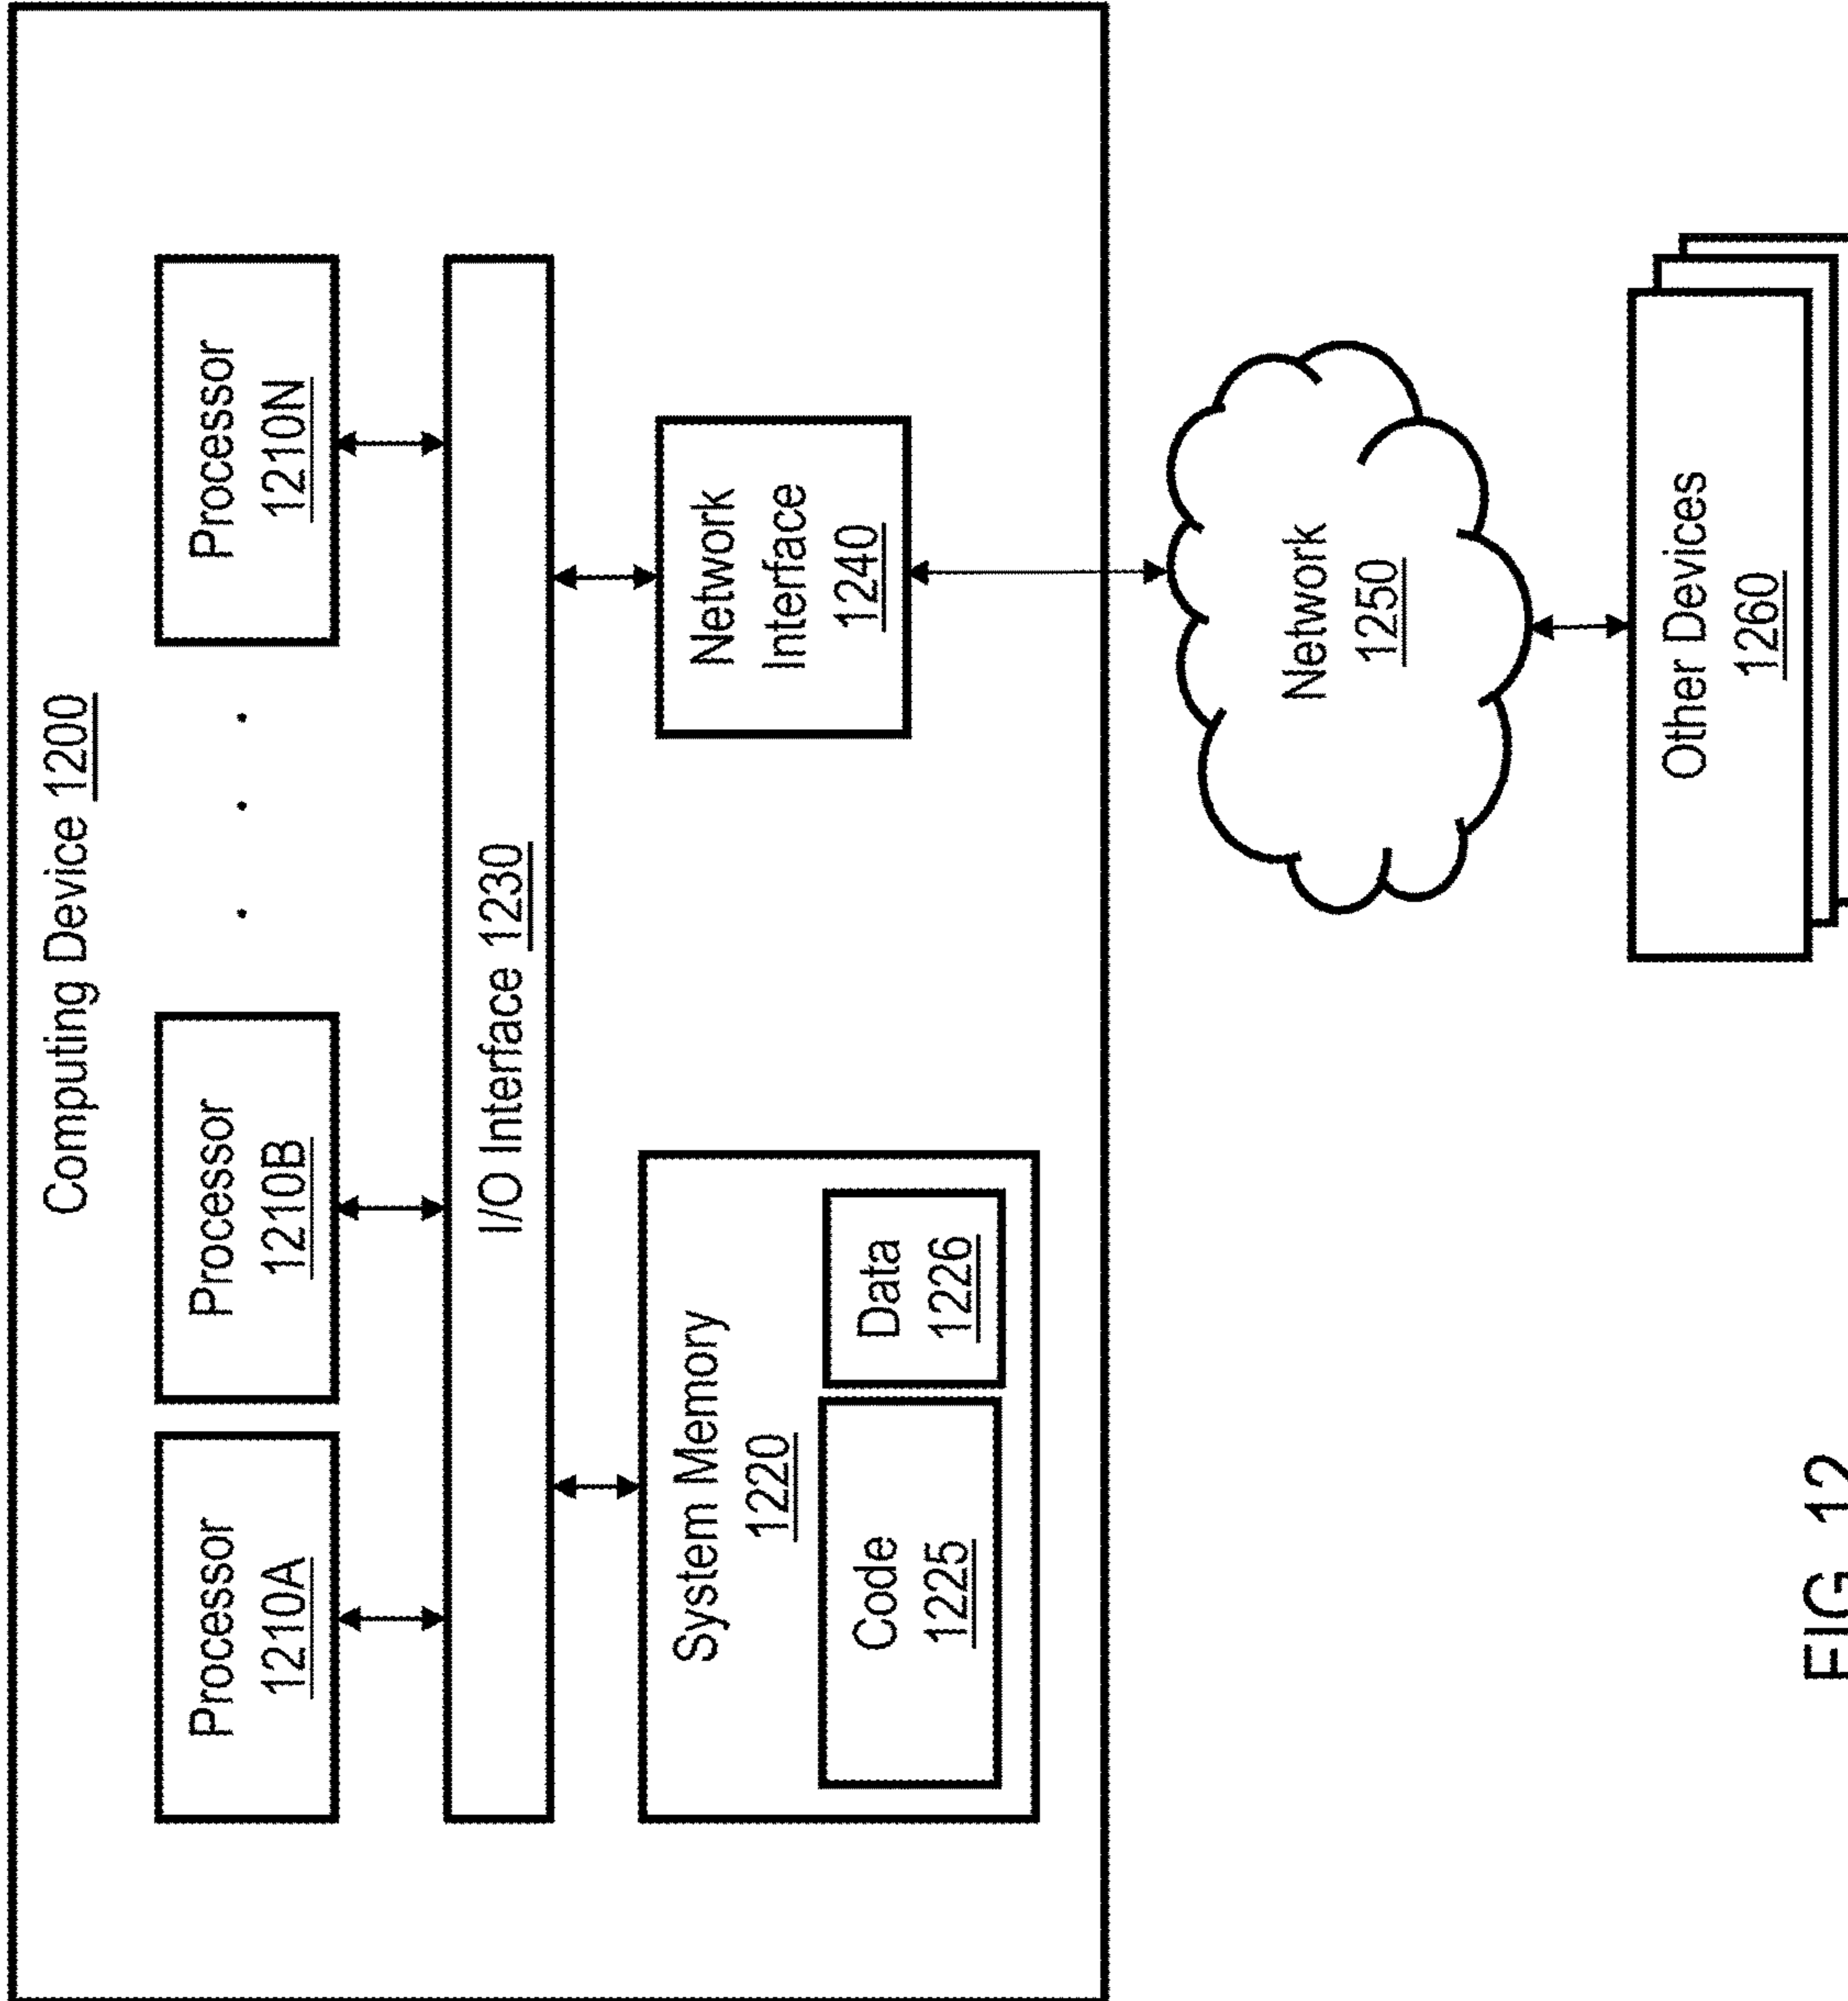 Computing Device 1200
Processor
1210A
Processor
1210B
. . .
Processor
1210N
I/O Interface 1230
System Memory
1220
Code
1225
Data
1226
Network
Interface
1240
Network
1250
Other Devices
1260
FIG. 12